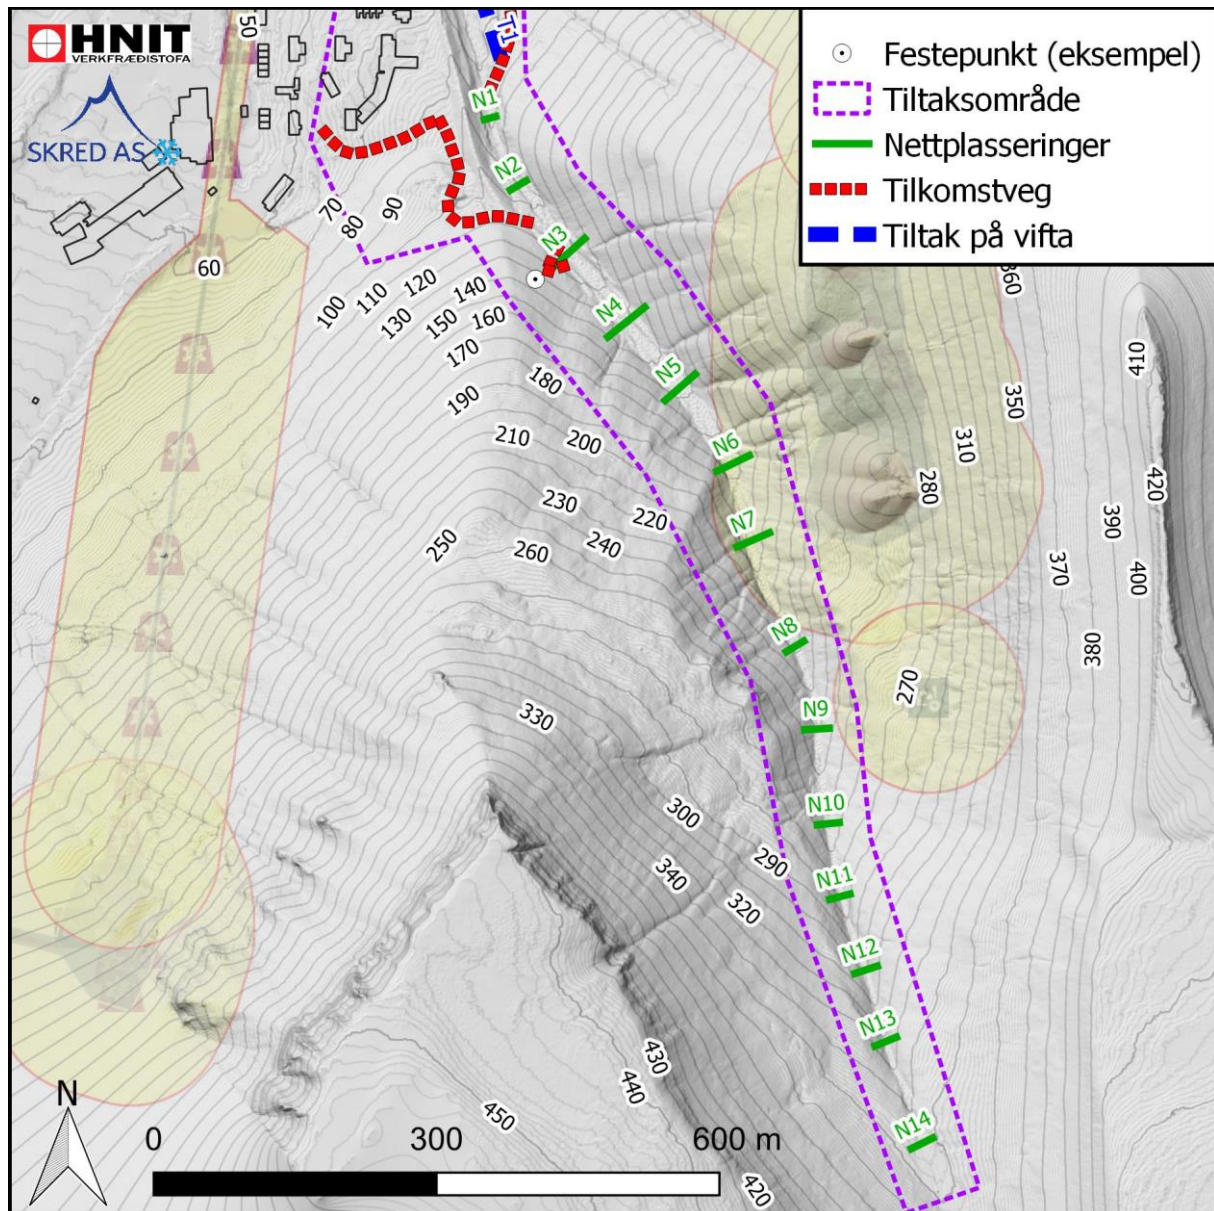 HNIT
VERKFRÆÐISTOFA
SKRED AS
Festepunkt (eksempel)
Tiltaksområde
Nettplasseringer
Tilkomstveg
Tiltak på vifta
50
T1
N1
N2
70
80
90
N3
60
100
110
120
130
140
150
160
170
180
190
200
210
220
230
240
250
260
N4
N5
N6
N7
N8
N9
N10
N11
N12
N13
N14
360
410
350
310
280
420
390
400
370
380
270
330
300
290
340
320
430
440
450
420
N
0
300
600 m